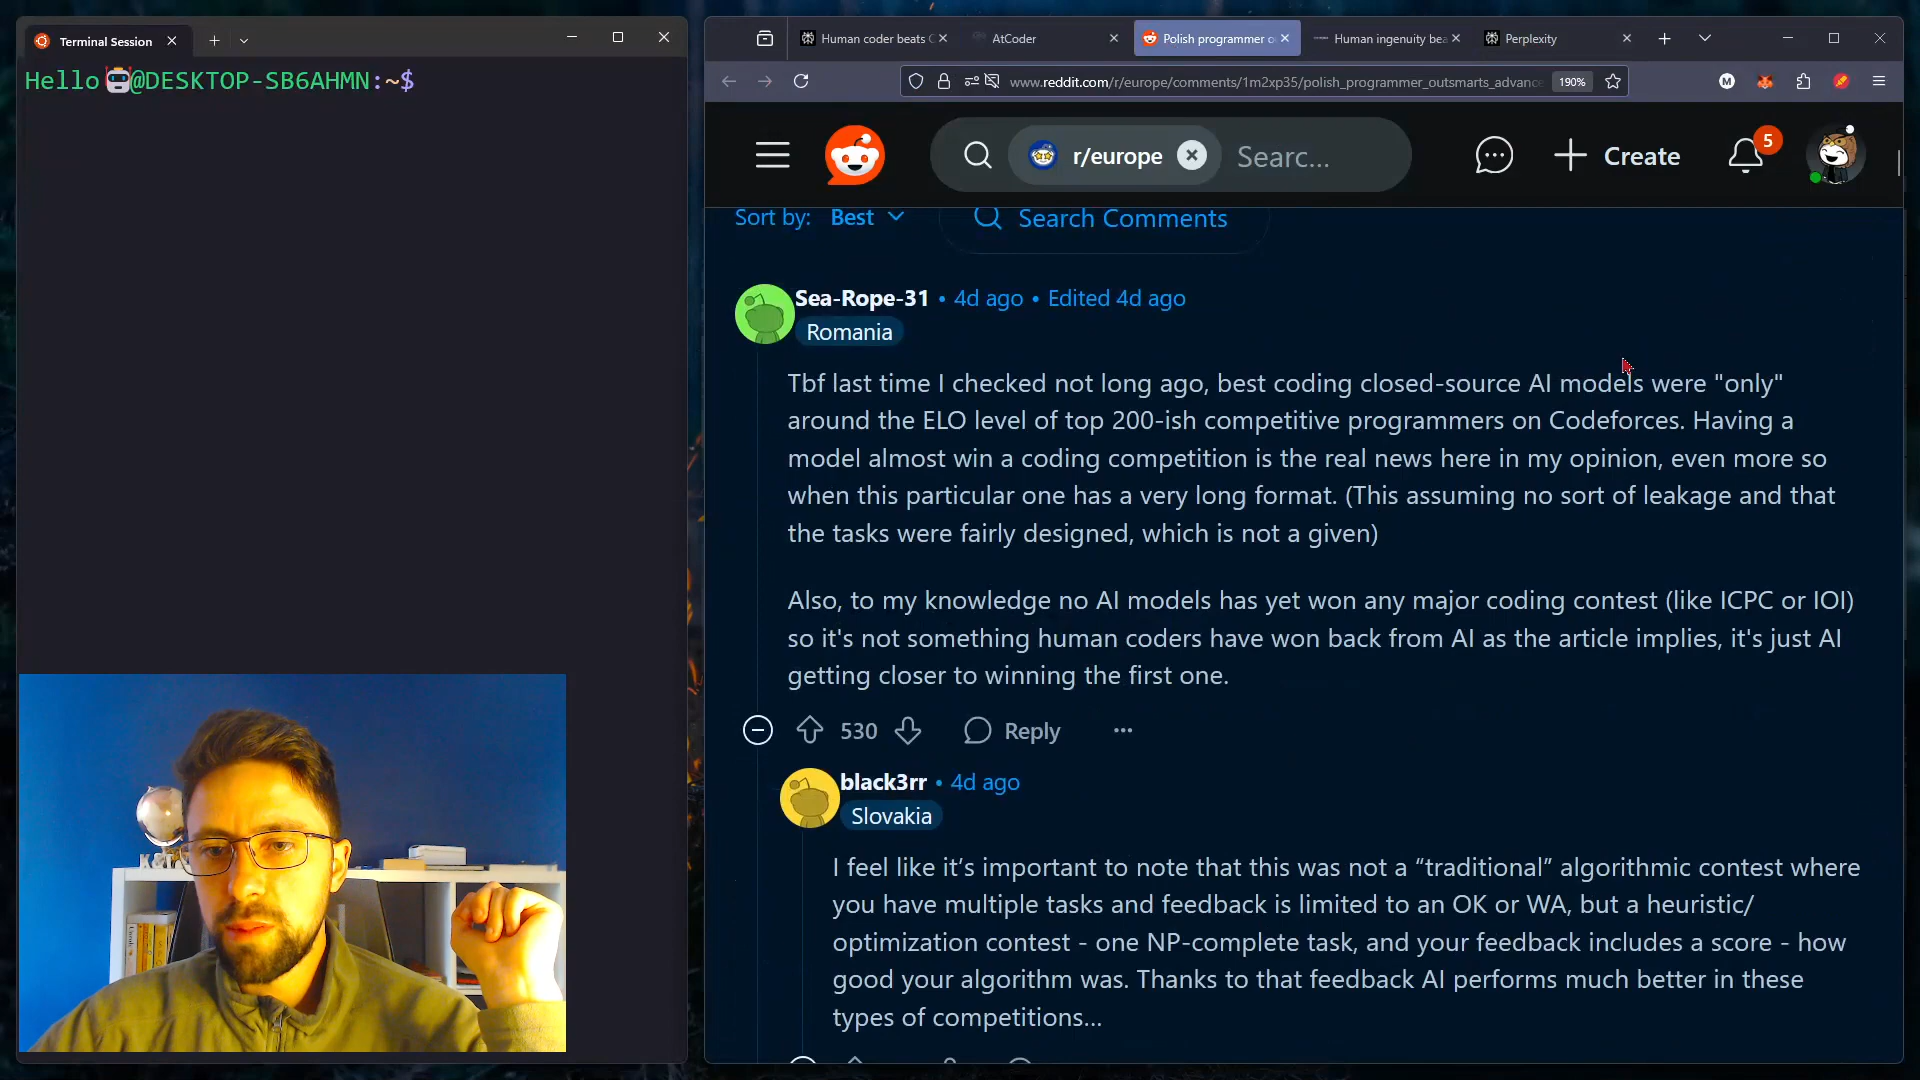 Terminal Session
Hello🤖@DESKTOP-SB6AHMN:~$
Human coder beats
AtCoder
Polish programmer
Human ingenuity bea
Perplexity
www.reddit.com/r/europe/comments/1m2xp35/polish_programmer_outsmarts_advance
190%
M
r/europe
Searc...
Create
5
Sort by: Best
Search Comments
Sea-Rope-31 • 4d ago • Edited 4d ago
Romania
Tbf last time I checked not long ago, best coding closed-source AI models were "only"
around the ELO level of top 200-ish competitive programmers on Codeforces. Having a
model almost win a coding competition is the real news here in my opinion, even more so
when this particular one has a very long format. (This assuming no sort of leakage and that
the tasks were fairly designed, which is not a given)
Also, to my knowledge no AI models has yet won any major coding contest (like ICPC or IOI)
so it's not something human coders have won back from AI as the article implies, it's just AI
getting closer to winning the first one.
530
Reply
black3rr • 4d ago
Slovakia
I feel like it’s important to note that this was not a “traditional” algorithmic contest where
you have multiple tasks and feedback is limited to an OK or WA, but a heuristic/
optimization contest - one NP-complete task, and your feedback includes a score - how
good your algorithm was. Thanks to that feedback AI performs much better in these
types of competitions...